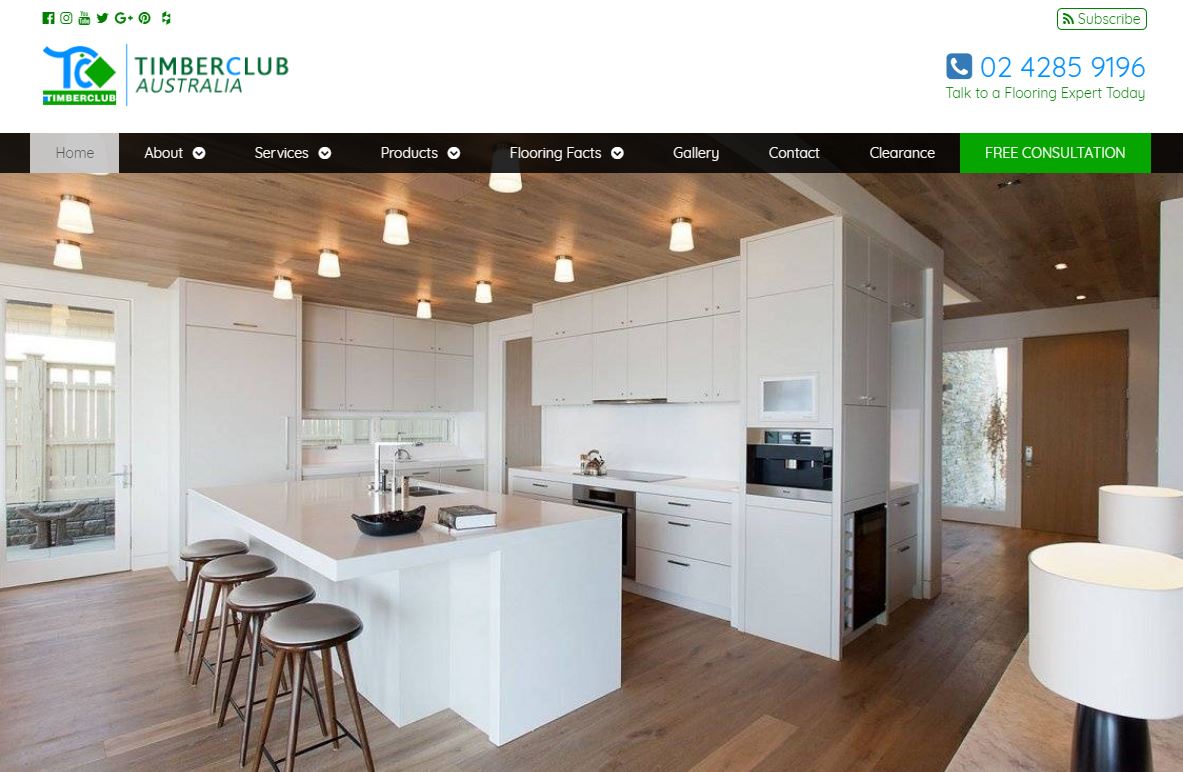 Subscribe
TIMBERCLUB
TIMBERCLUB
AUSTRALIA
02 4285 9196
Talk to a Flooring Expert Today
Home About Services Products Flooring Facts Gallery Contact Clearance FREE CONSULTATION